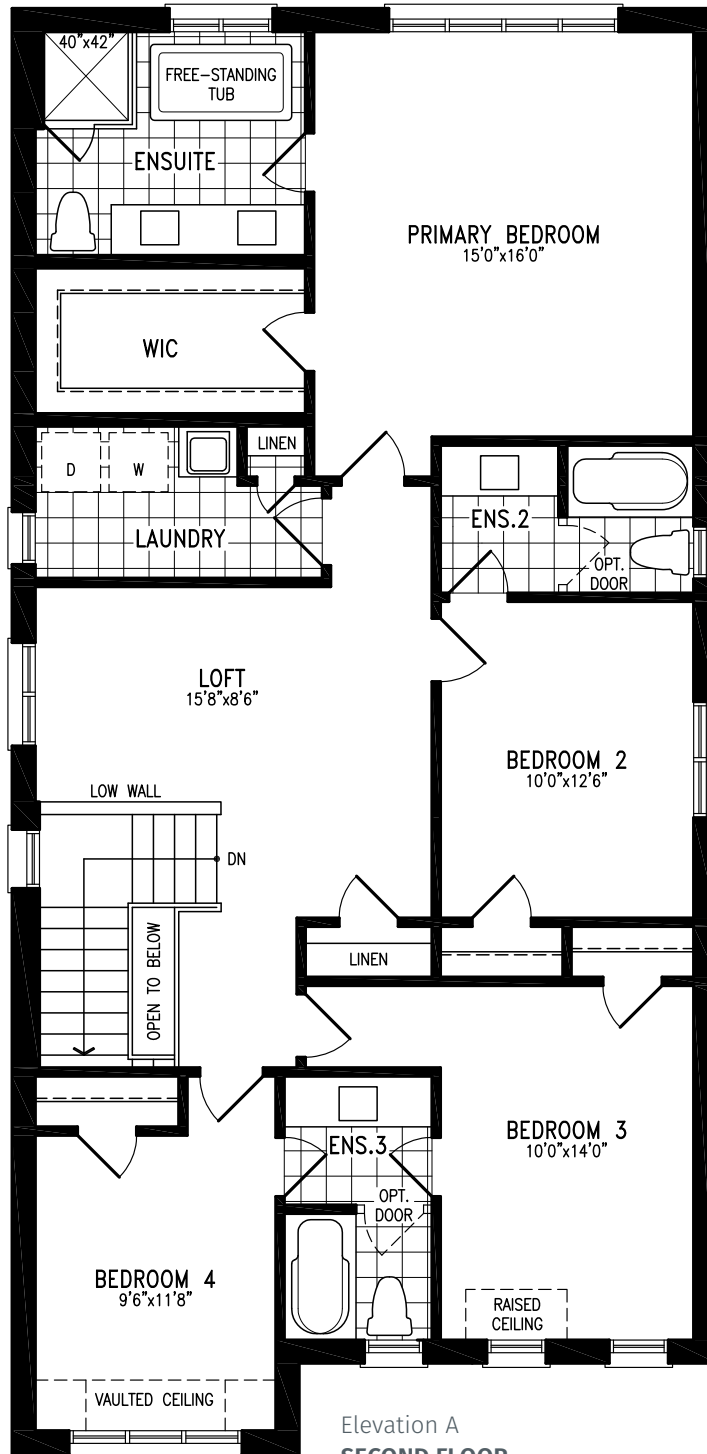 40"x42"
FREE-STANDING
TUB
ENSUITE
PRIMARY BEDROOM
15'0"x16'0"
WIC
LINEN
D
W
LAUNDRY
ENS.2
OPT.
DOOR
LOFT
15'8"x8'6"
BEDROOM 2
10'0"x12'6"
LOW WALL
DN
OPEN TO BELOW
LINEN
BEDROOM 3
10'0"x14'0"
ENS.3
OPT.
DOOR
BEDROOM 4
9'6"x11'8"
RAISED
CEILING
VAULTED CEILING
Elevation A
SECOND FLOOR